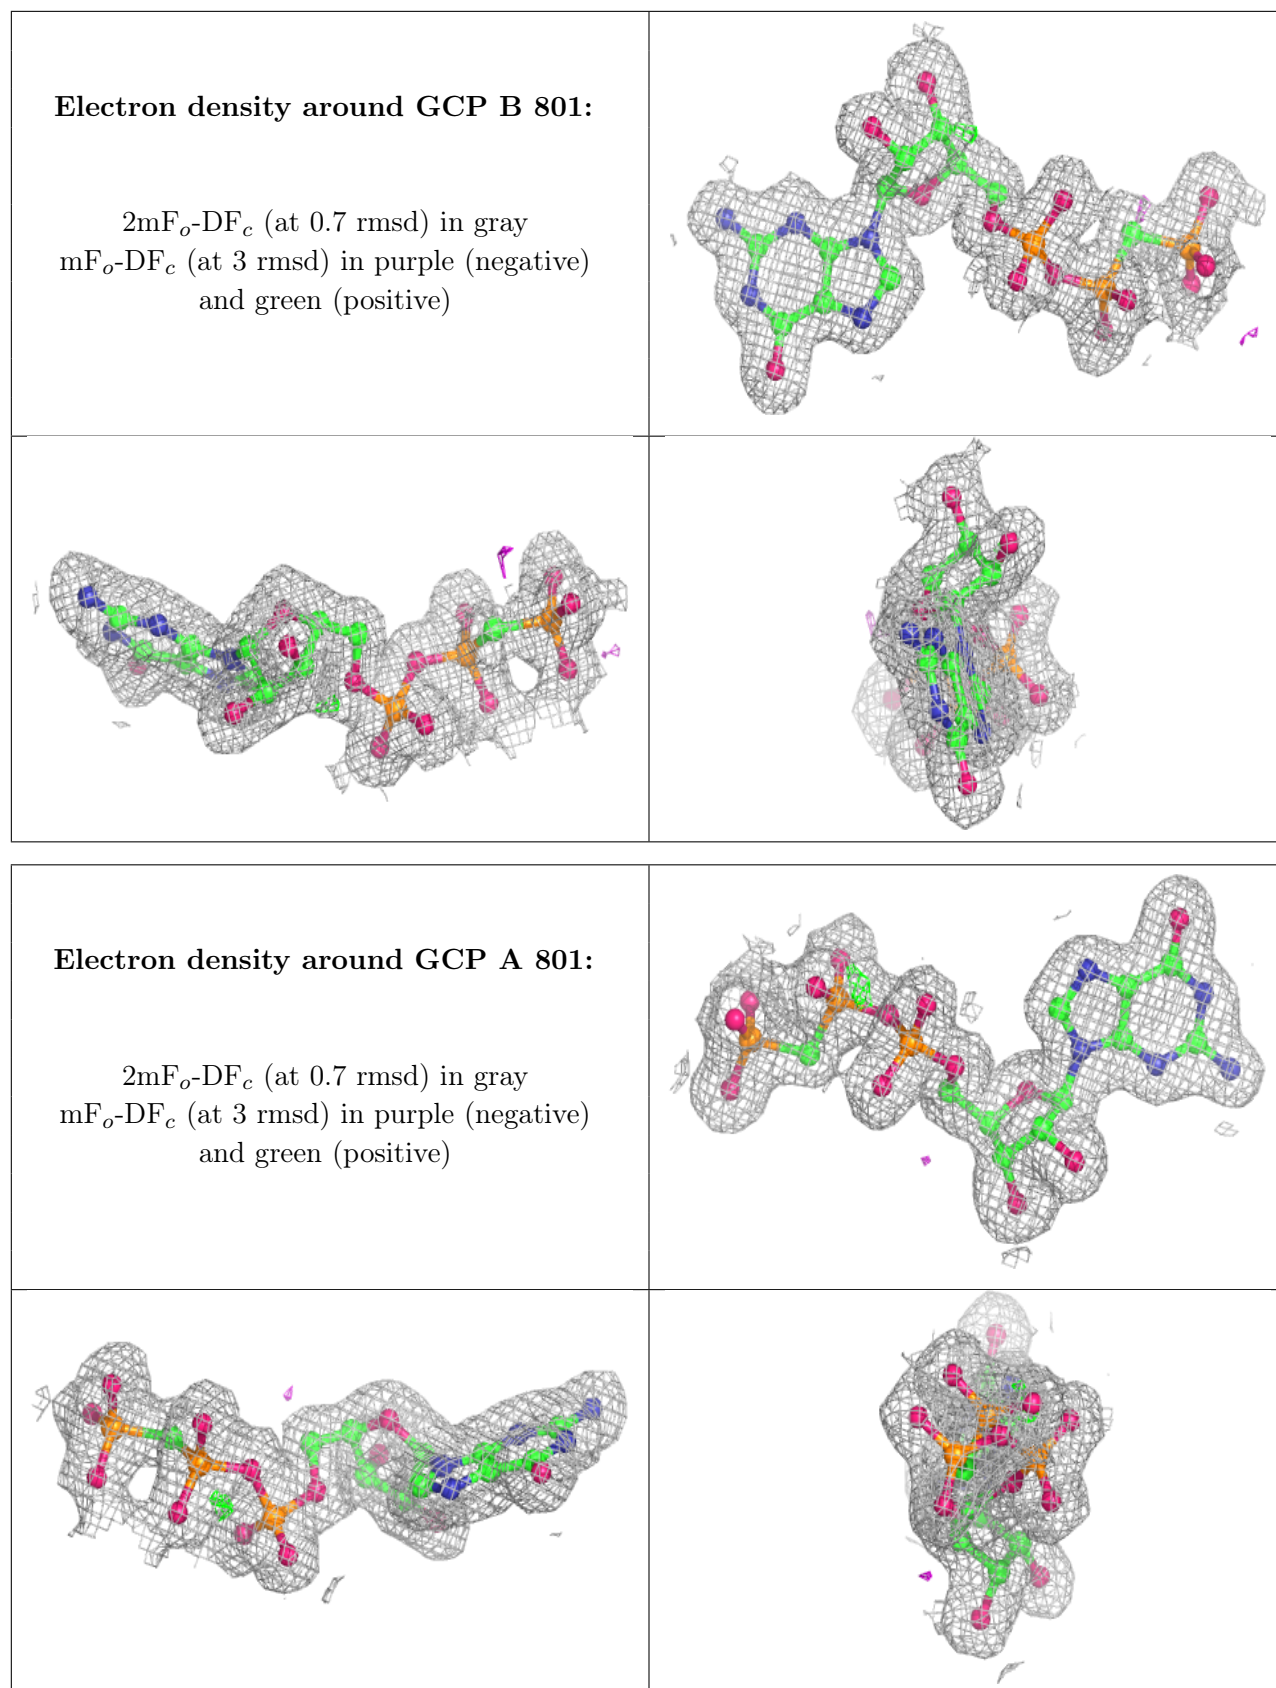 Electron density around GCP B 801:
2mFo-DFc (at 0.7 rmsd) in gray
mFo-DFc (at 3 rmsd) in purple (negative)
and green (positive)
Electron density around GCP A 801:
2mFo-DFc (at 0.7 rmsd) in gray
mFo-DFc (at 3 rmsd) in purple (negative)
and green (positive)